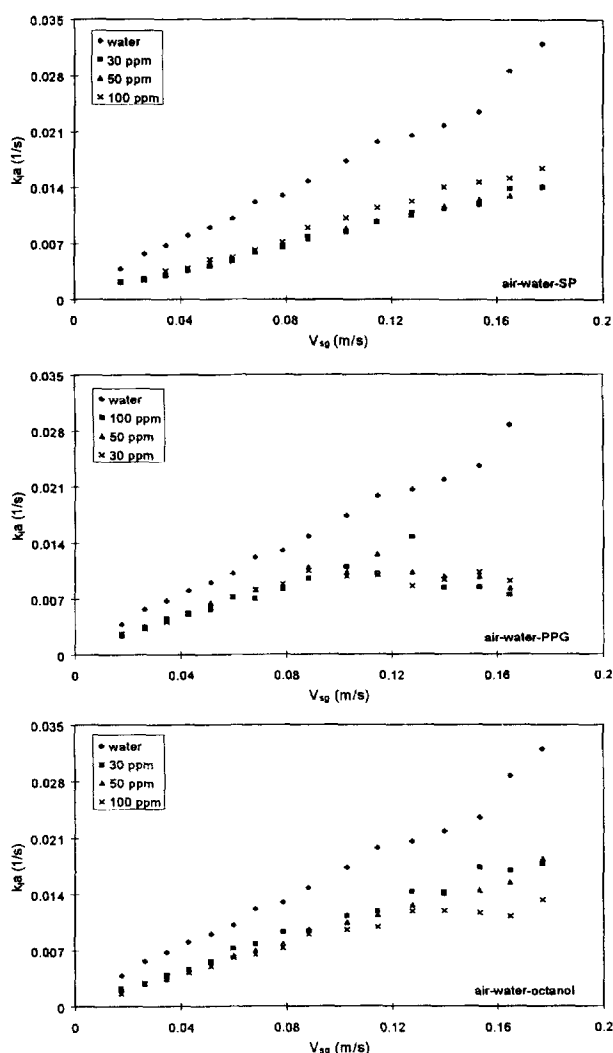 0.035
0.028
0.021
0.014
0.007
0
kₗa (1/s)
water
30 ppm
50 ppm
100 ppm
air-water-SP
0 0.04 0.08 0.12 0.16 0.2
Vsg (m/s)
0.035
0.028
0.021
0.014
0.007
0
kₗa (1/s)
water
100 ppm
50 ppm
30 ppm
air-water-PPG
0 0.04 0.08 0.12 0.16 0.2
Vsg (m/s)
0.035
0.028
0.021
0.014
0.007
0
kₗa (1/s)
water
30 ppm
50 ppm
100 ppm
air-water-octanol
0 0.04 0.08 0.12 0.16 0.2
Vsg (m/s)